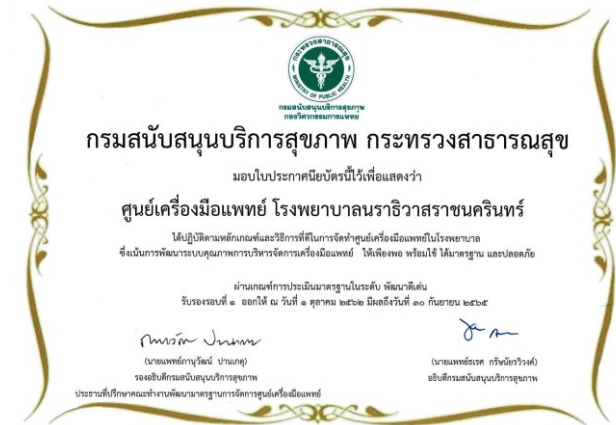 กระทรวงสาธารณสุข
MINISTRY OF PUBLIC HEALTH
กรมสนับสนุนบริการสุขภาพ
กองวิศวกรรมการแพทย์
กรมสนับสนุนบริการสุขภาพ กระทรวงสาธารณสุข
มอบใบประกาศนียบัตรนี้ไว้เพื่อแสดงว่า
ศูนย์เครื่องมือแพทย์ โรงพยาบาลนราธิวาสราชนครินทร์
ได้ปฏิบัติตามหลักเกณฑ์และวิธีการที่ดีในการจัดทำศูนย์เครื่องมือแพทย์ในโรงพยาบาล
ซึ่งเน้นการพัฒนาระบบคุณภาพการบริหารจัดการเครื่องมือแพทย์ ให้เพียงพอ พร้อมใช้ ได้มาตรฐาน และปลอดภัย
ผ่านเกณฑ์การประเมินมาตรฐานในระดับ พัฒนาดีเด่น
รับรองรอบที่ ๑ ออกให้ ณ วันที่ ๑ ตุลาคม ๒๕๖๒ มีผลถึงวันที่ ๓๐ กันยายน ๒๕๖๕
(นายแพทย์ภานุวัฒน์ ปานเกตุ)
รองอธิบดีกรมสนับสนุนบริการสุขภาพ
ประธานที่ปรึกษาคณะทำงานพัฒนามาตรฐานการจัดการศูนย์เครื่องมือแพทย์
(นายแพทย์ธเรศ กรัษนัยรวิวงค์)
อธิบดีกรมสนับสนุนบริการสุขภาพ